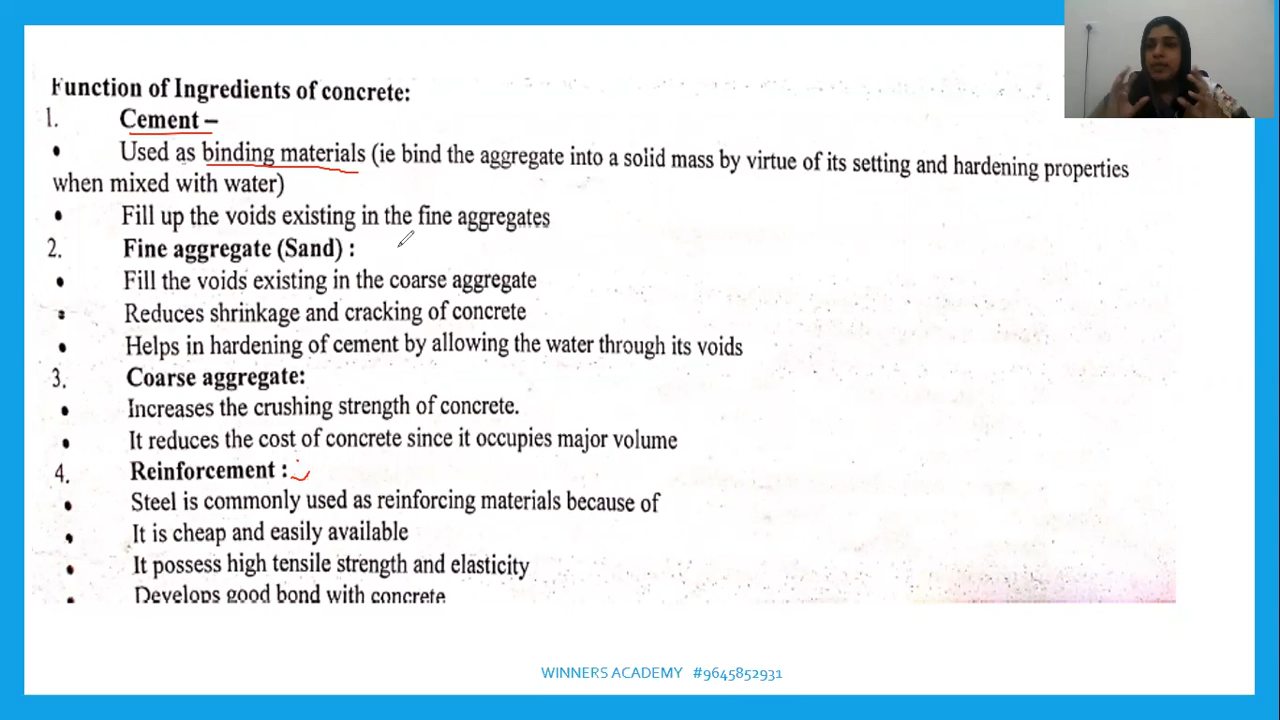 Function of Ingredients of concrete:
1. Cement –
• Used as binding materials (ie bind the aggregate into a solid mass by virtue of its setting and hardening properties
when mixed with water)
• Fill up the voids existing in the fine aggregates
2. Fine aggregate (Sand) :
• Fill the voids existing in the coarse aggregate
• Reduces shrinkage and cracking of concrete
• Helps in hardening of cement by allowing the water through its voids
3. Coarse aggregate:
• Increases the crushing strength of concrete.
• It reduces the cost of concrete since it occupies major volume
4. Reinforcement :
• Steel is commonly used as reinforcing materials because of
• It is cheap and easily available
• It possess high tensile strength and elasticity
• Develops good bond with concrete
WINNERS ACADEMY #9645852931